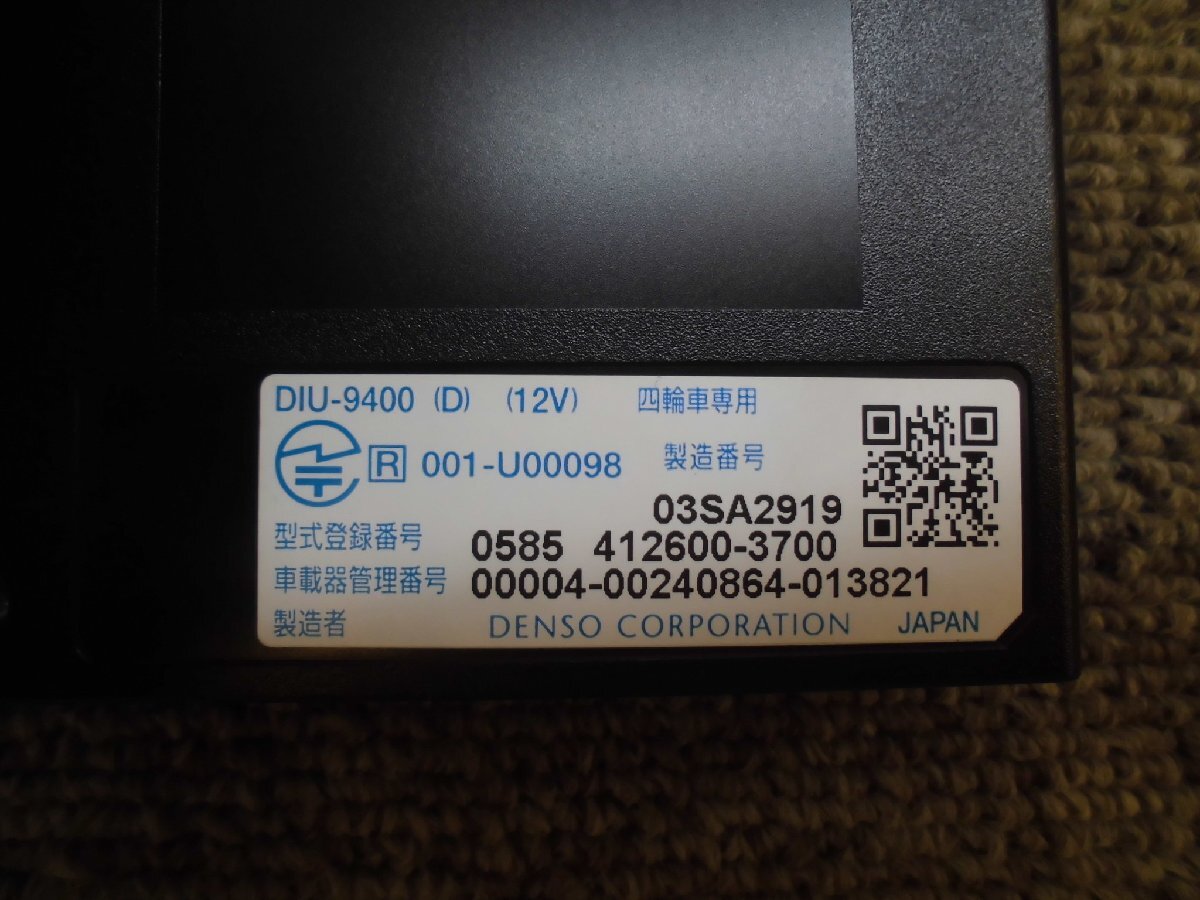 DIU-9400 (D) (12V) 四輪車専用
R 001-U00098 製造番号
03SA2919
型式登録番号 0585 412600-3700
車載器管理番号 00004-00240864-013821
製造者 DENSO CORPORATION JAPAN